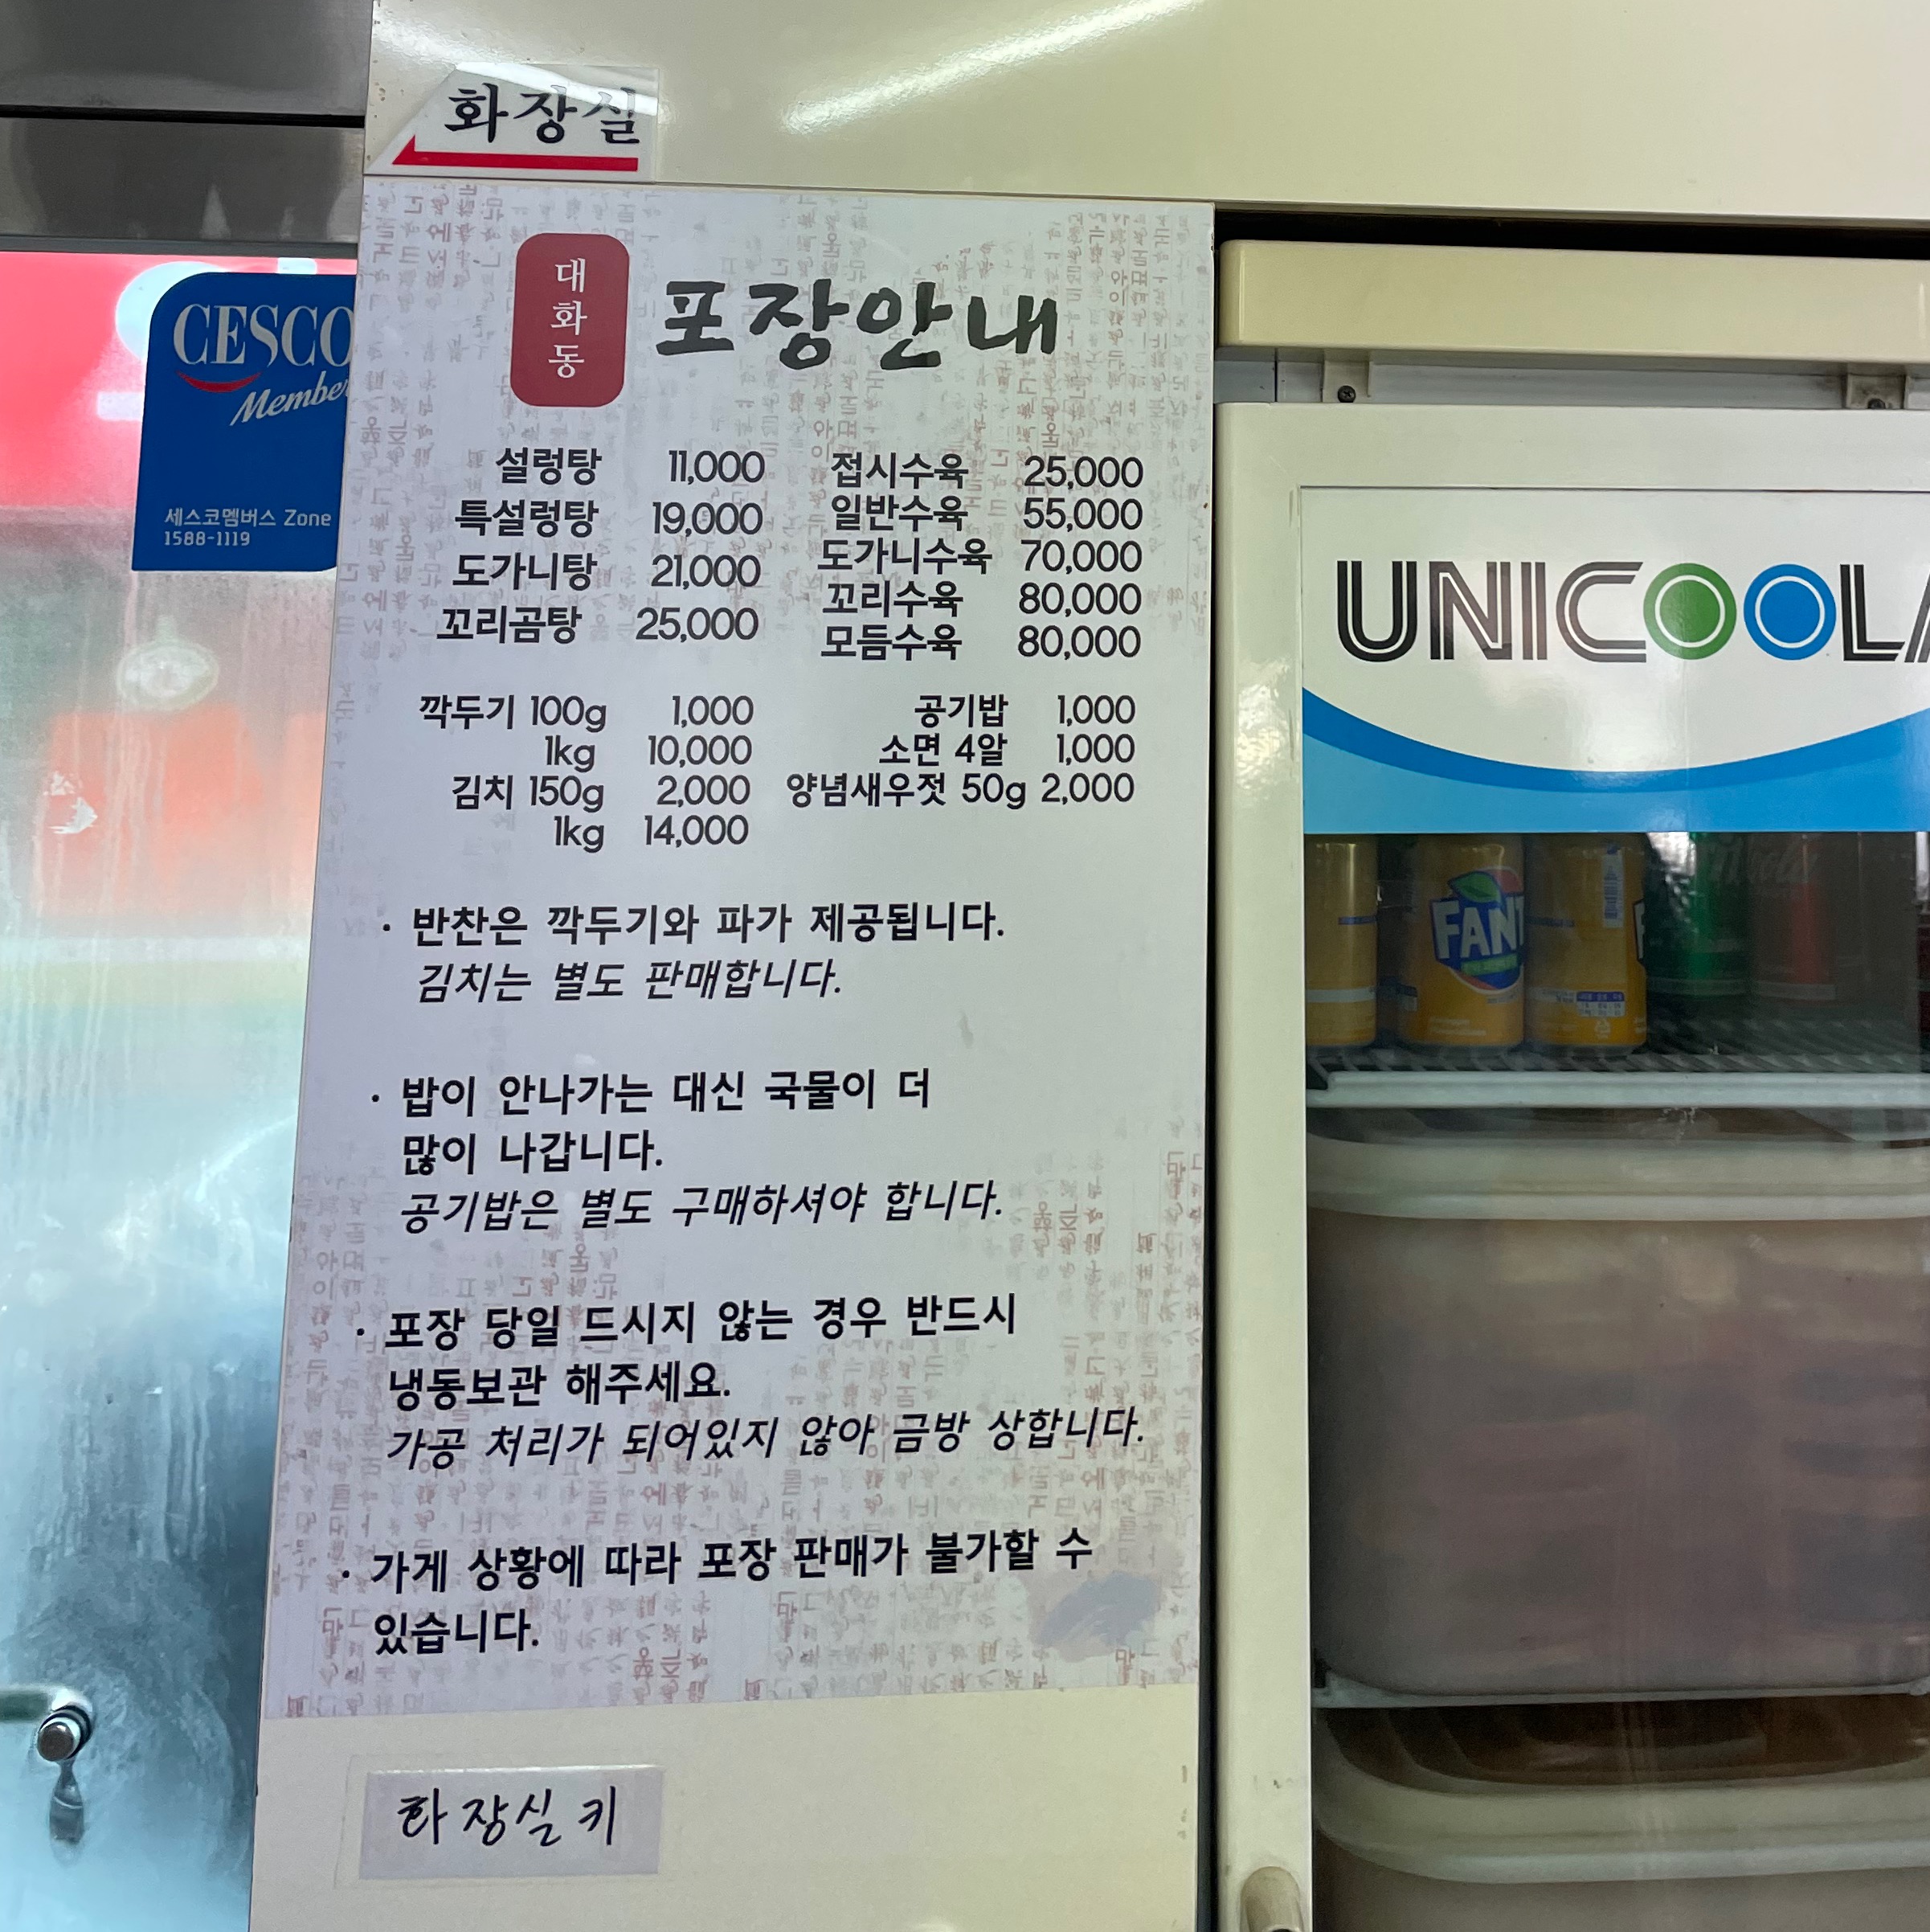 화장실
대화동
포장안내
설렁탕 11,000
특설렁탕 19,000
도가니탕 21,000
꼬리곰탕 25,000
접시수육 25,000
일반수육 55,000
도가니수육 70,000
꼬리수육 80,000
모듬수육 80,000
깍두기 100g 1,000
1kg 10,000
김치 150g 2,000
1kg 14,000
공기밥 1,000
소면 4알 1,000
양념새우젓 50g 2,000
· 반찬은 깍두기와 파가 제공됩니다.
김치는 별도 판매합니다.
· 밥이 안나가는 대신 국물이 더
많이 나갑니다.
공기밥은 별도 구매하셔야 합니다.
· 포장 당일 드시지 않는 경우 반드시
냉동보관 해주세요.
가공 처리가 되어있지 않아 금방 상합니다.
· 가게 상황에 따라 포장 판매가 불가할 수
있습니다.
화장실 키
CESCO
Member
세스코멤버스 Zone
1588-1119
UNICOOLA
FANT